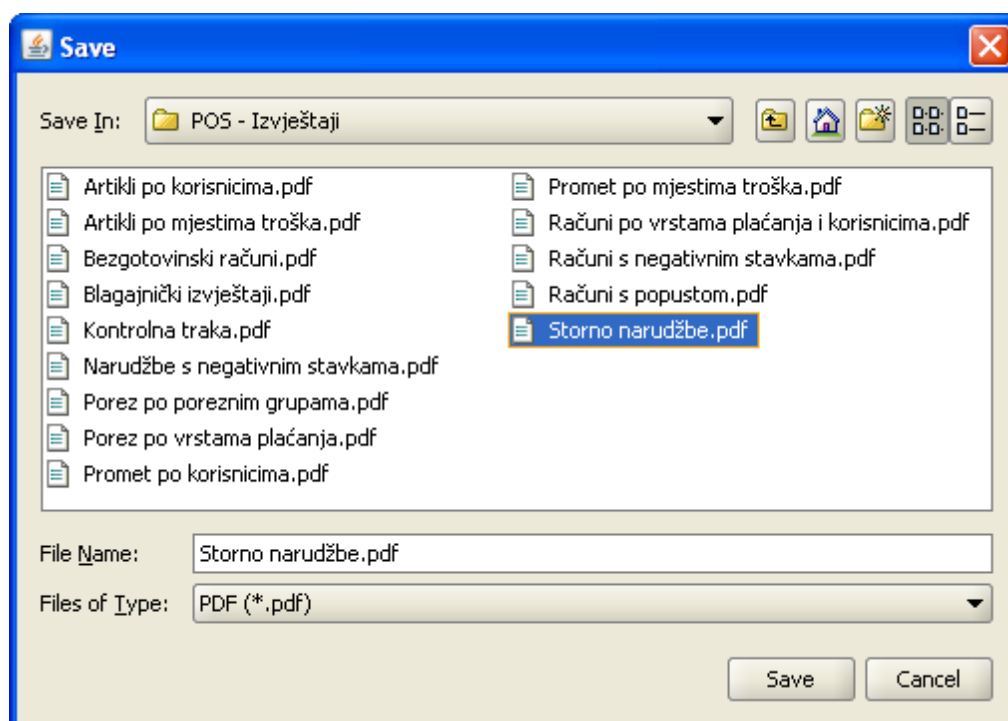 Save
Save In: POS - Izvještaji
Artikli po korisnicima.pdf
Artikli po mjestima troška.pdf
Bezgotovinski računi.pdf
Blagajnički izvještaji.pdf
Kontrolna traka.pdf
Narudžbe s negativnim stavkama.pdf
Porez po poreznim grupama.pdf
Porez po vrstama plaćanja.pdf
Promet po korisnicima.pdf
Promet po mjestima troška.pdf
Računi po vrstama plaćanja i korisnicima.pdf
Računi s negativnim stavkama.pdf
Računi s popustom.pdf
Storno narudžbe.pdf
File Name: Storno narudžbe.pdf
Files of Type: PDF (*.pdf)
Save Cancel